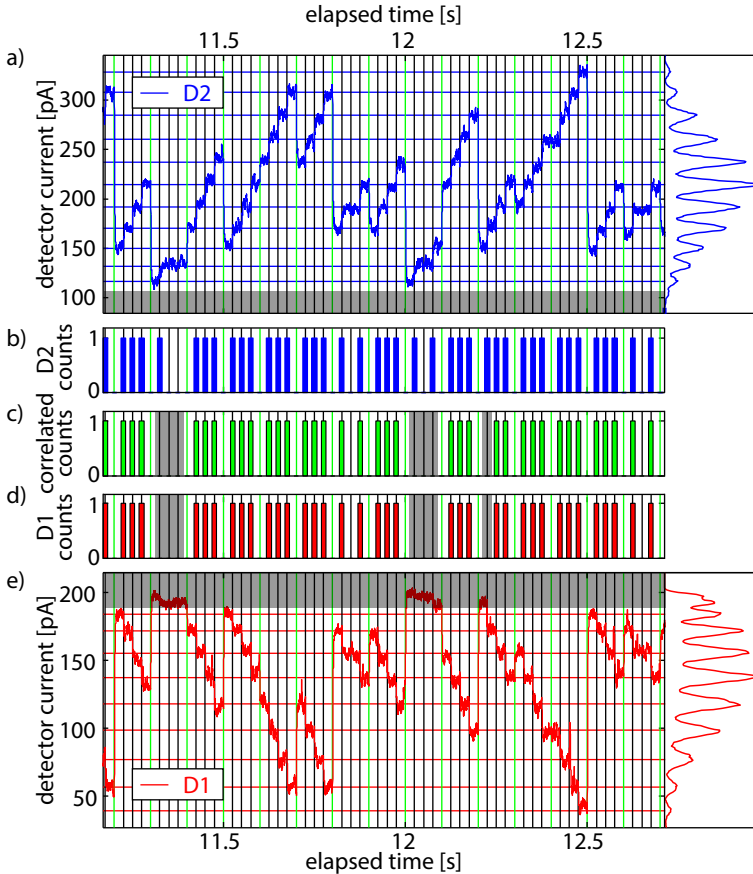 elapsed time [s]
11.5 12 12.5
a)
detector current [pA]
300
250
200
150
100
D2
b)
D2 counts
1
0
c)
correlated counts
1
0
d)
D1 counts
1
0
e)
detector current [pA]
200
150
100
50
D1
11.5 12 12.5
elapsed time [s]